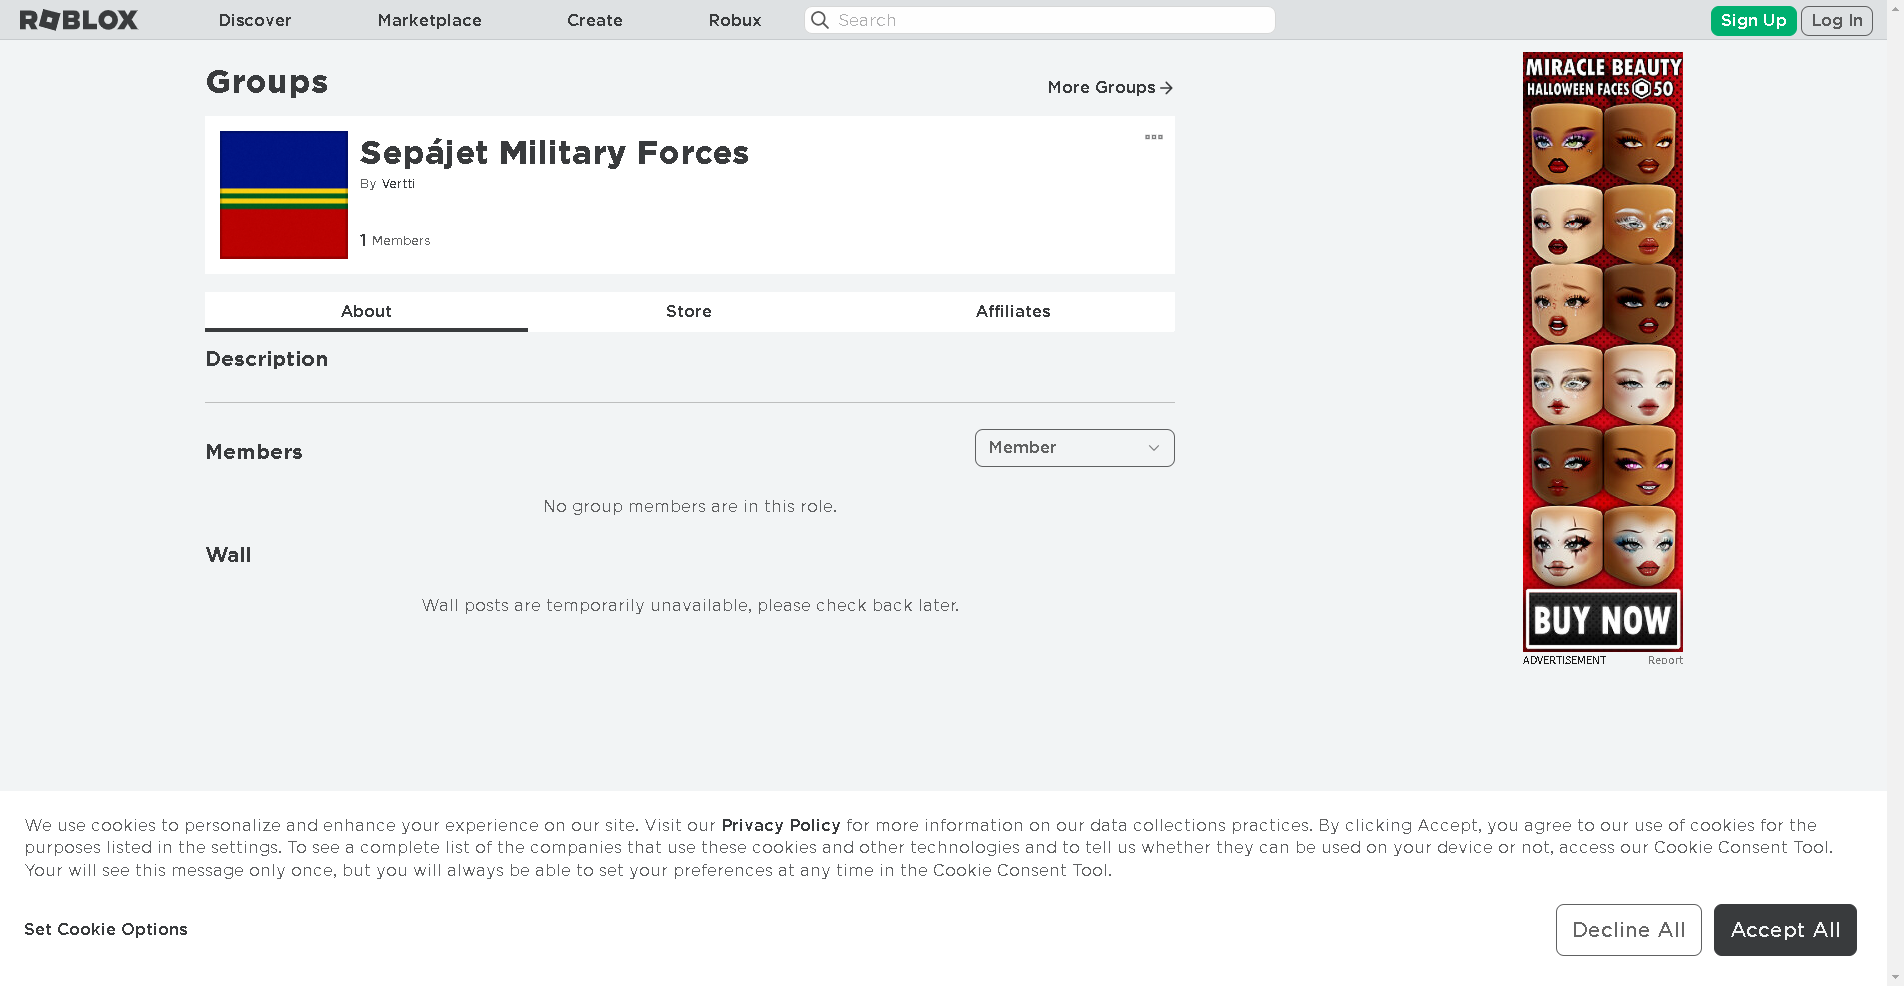 ROBLOX
Discover
Marketplace
Create
Robux
Search
Sign Up
Log In
Groups
More Groups
Sepájet Military Forces
By Vertti
1 Members
About
Store
Affiliates
Description
Members
Member
No group members are in this role.
Wall
Wall posts are temporarily unavailable, please check back later.
MIRACLE BEAUTY
HALLOWEEN FACES 50
BUY NOW
ADVERTISEMENT
Report
We use cookies to personalize and enhance your experience on our site. Visit our Privacy Policy for more information on our data collections practices. By clicking Accept, you agree to our use of cookies for the
purposes listed in the settings. To see a complete list of the companies that use these cookies and other technologies and to tell us whether they can be used on your device or not, access our Cookie Consent Tool.
Your will see this message only once, but you will always be able to set your preferences at any time in the Cookie Consent Tool.
Set Cookie Options
Decline All
Accept All